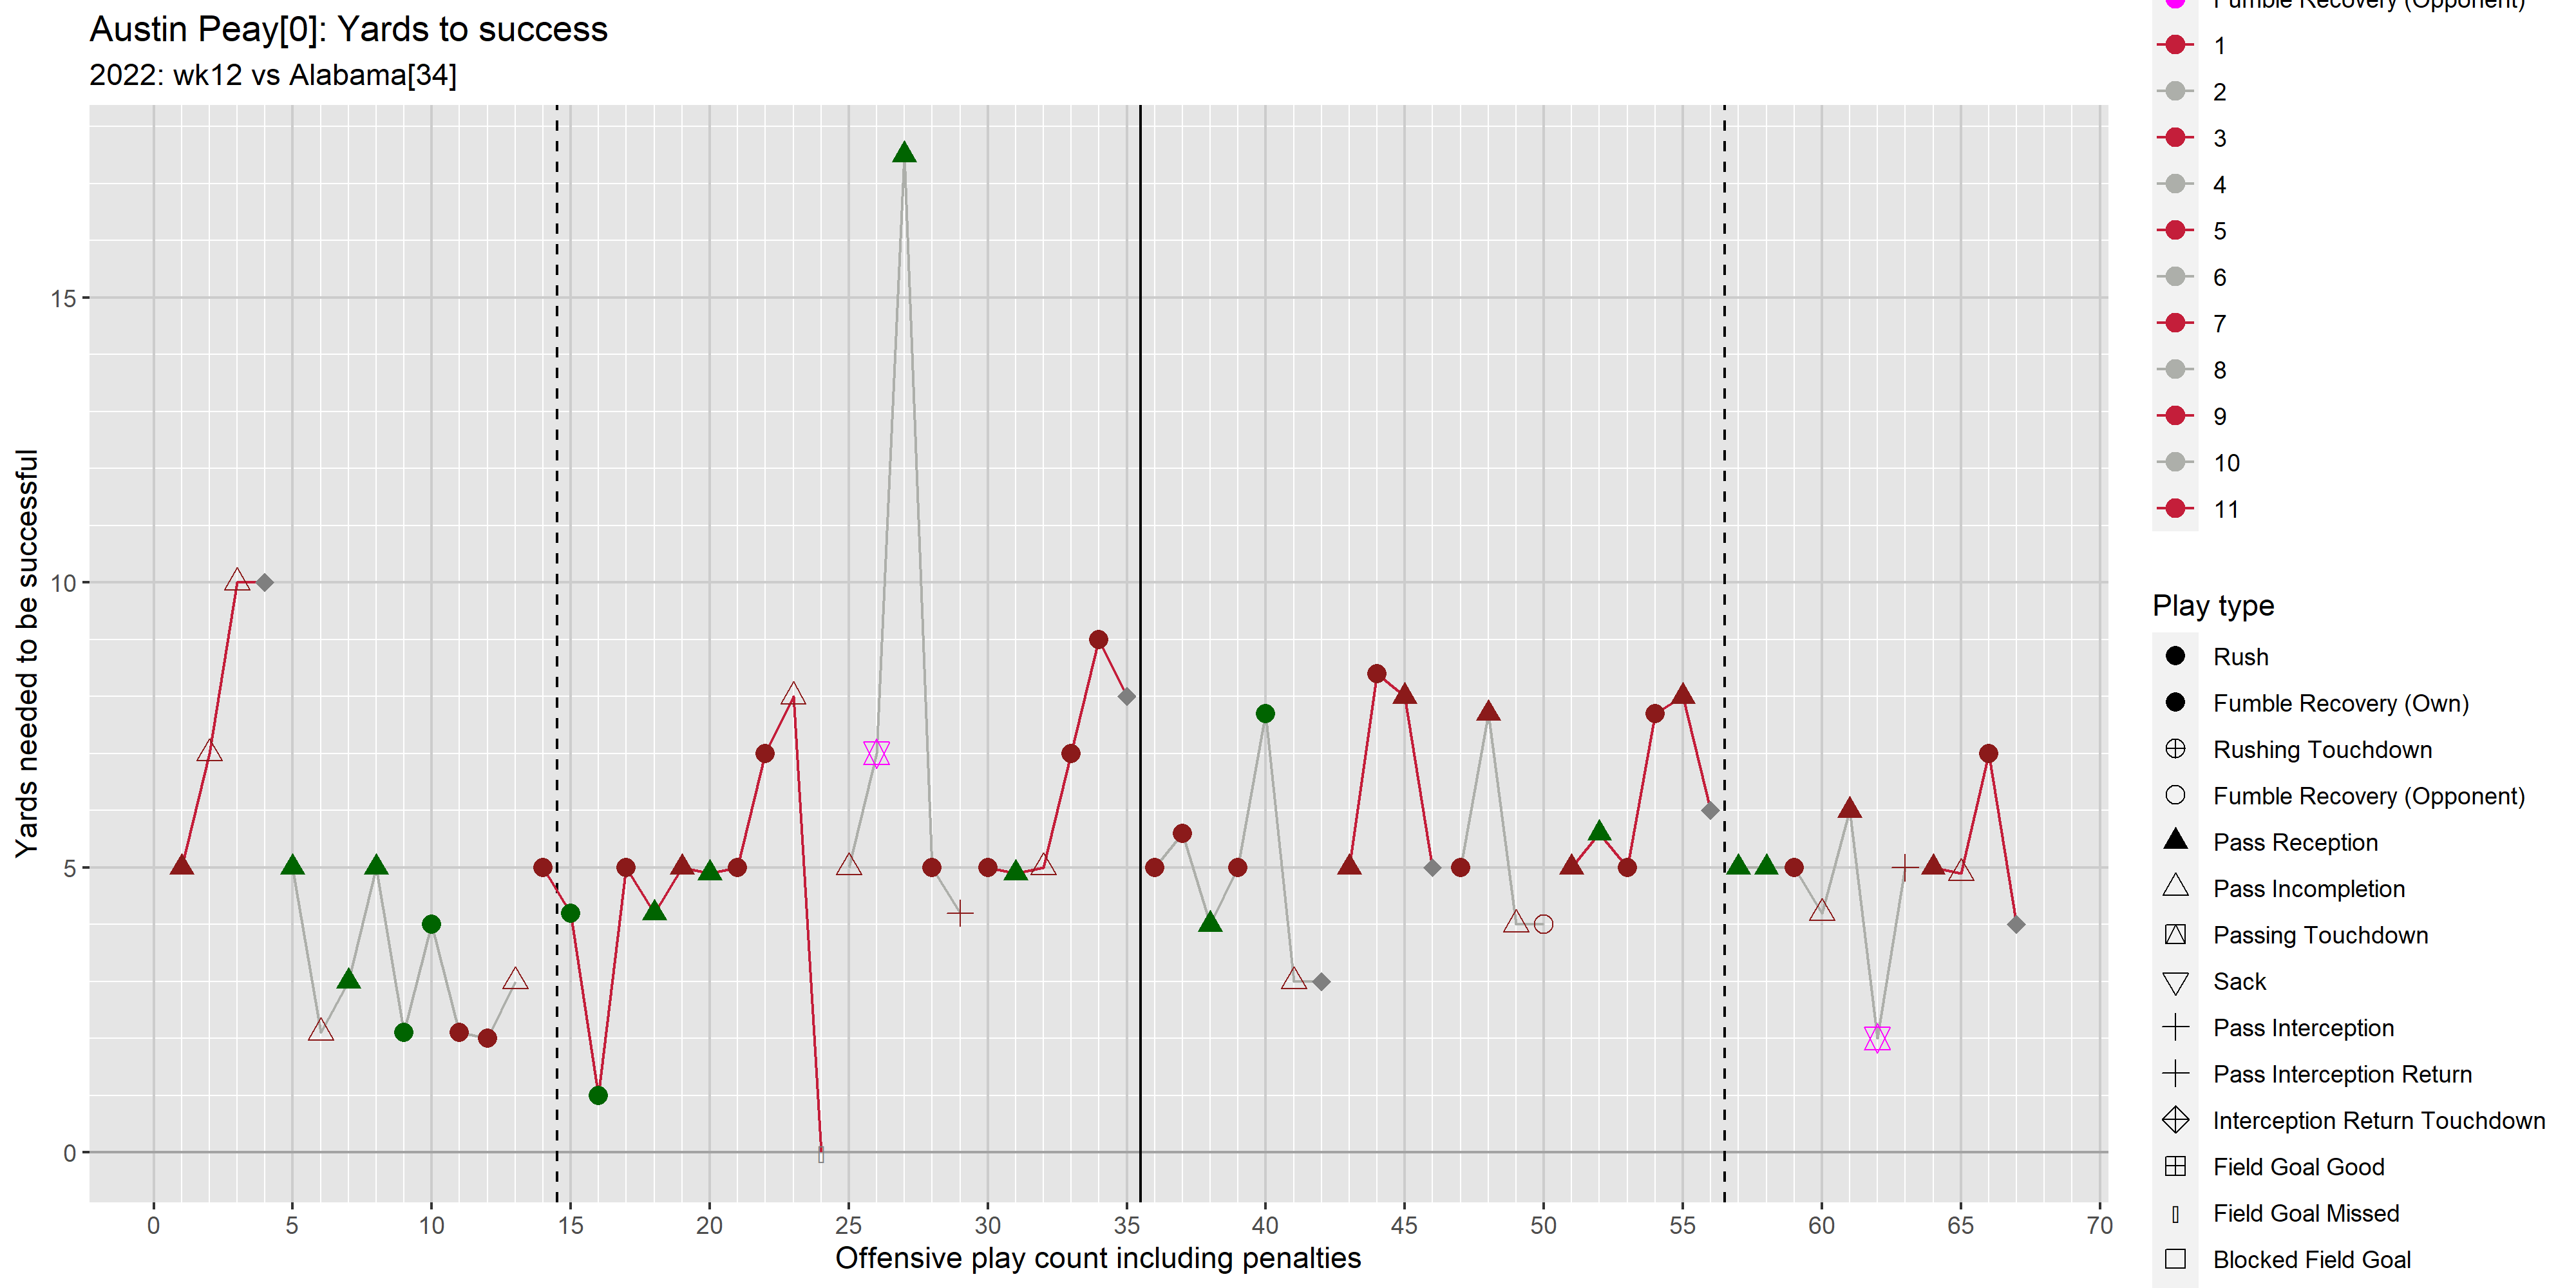 Austin Peay[0]: Yards to success
2022: wk12 vs Alabama[34]
Yards needed to be successful
15
10
5
0
0 5 10 15 20 25 30 35 40 45 50 55 60 65 70
Offensive play count including penalties
Fumble Recovery (Opponent)
1
2
3
4
5
6
7
8
9
10
11
Play type
Rush
Fumble Recovery (Own)
Rushing Touchdown
Fumble Recovery (Opponent)
Pass Reception
Pass Incompletion
Passing Touchdown
Sack
Pass Interception
Pass Interception Return
Interception Return Touchdown
Field Goal Good
Field Goal Missed
Blocked Field Goal